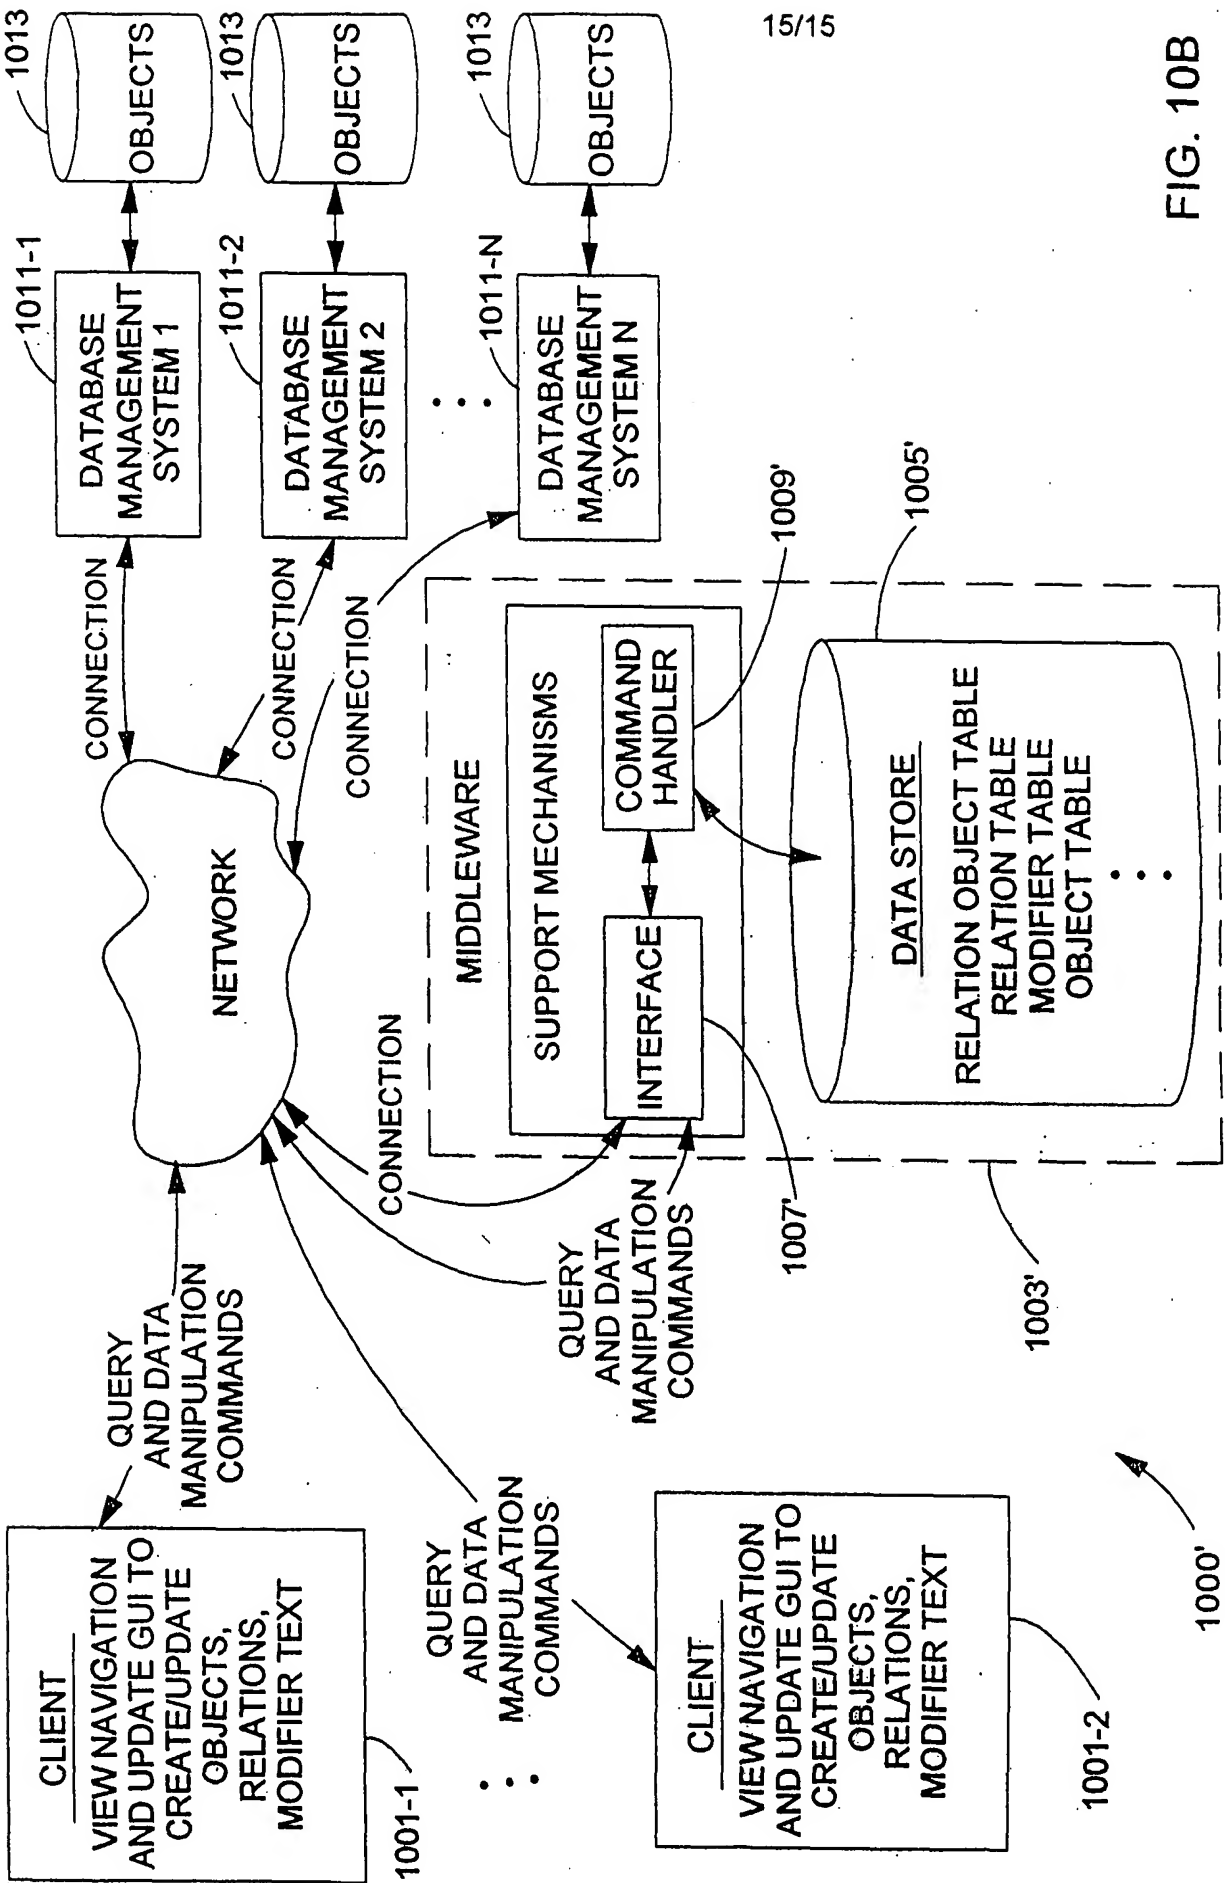 15/15
CLIENT
VIEW NAVIGATION
AND UPDATE GUI TO
CREATE/UPDATE
OBJECTS,
RELATIONS,
MODIFIER TEXT
1001-1
QUERY
AND DATA
MANIPULATION
COMMANDS
NETWORK
CONNECTION
DATABASE
MANAGEMENT
SYSTEM 1
1011-1
OBJECTS
1013
CONNECTION
DATABASE
MANAGEMENT
SYSTEM 2
1011-2
OBJECTS
1013
CONNECTION
DATABASE
MANAGEMENT
SYSTEM N
1011-N
OBJECTS
1013
QUERY
AND DATA
MANIPULATION
COMMANDS
CLIENT
VIEW NAVIGATION
AND UPDATE GUI TO
CREATE/UPDATE
OBJECTS,
RELATIONS,
MODIFIER TEXT
1001-2
CONNECTION
QUERY
AND DATA
MANIPULATION
COMMANDS
MIDDLEWARE
SUPPORT MECHANISMS
INTERFACE
1007'
COMMAND
HANDLER
1009'
DATA STORE
RELATION OBJECT TABLE
RELATION TABLE
MODIFIER TABLE
OBJECT TABLE
1005'
1003'
1000'
FIG. 10B